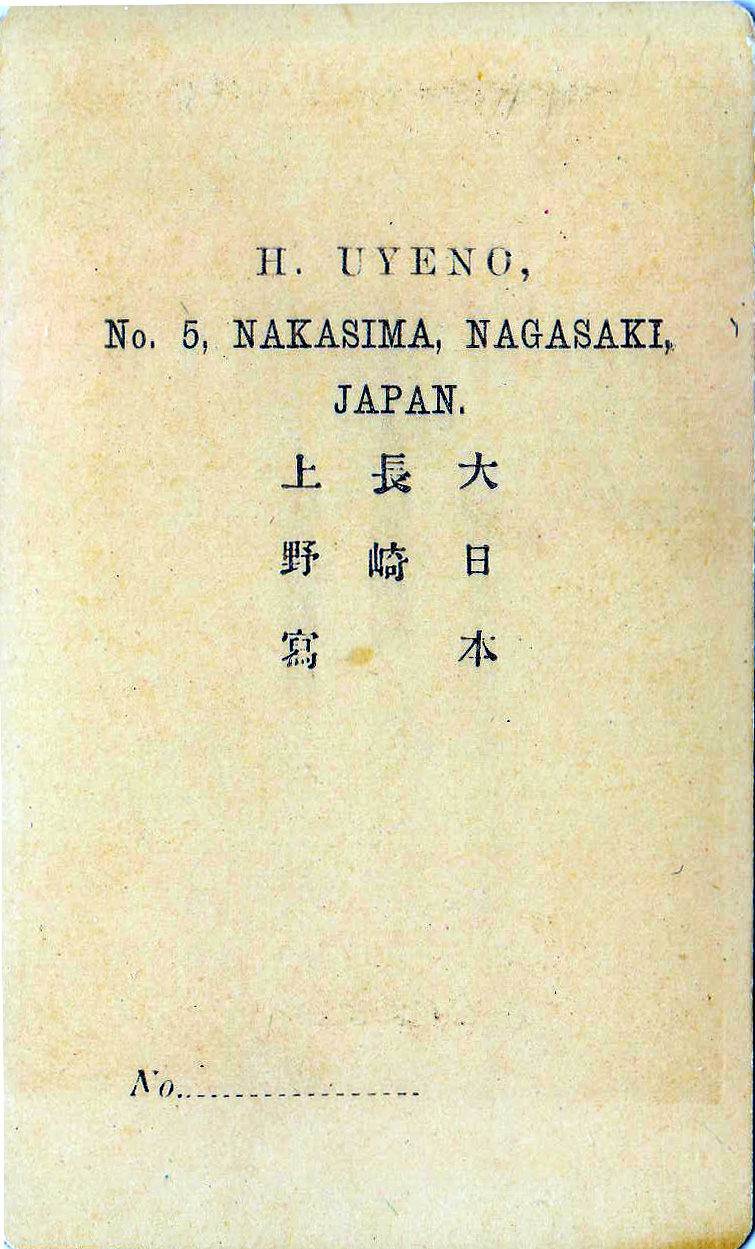 H. UYENO,
No. 5, NAKASIMA, NAGASAKI,
JAPAN.
大日本
長崎
上野寫
No.